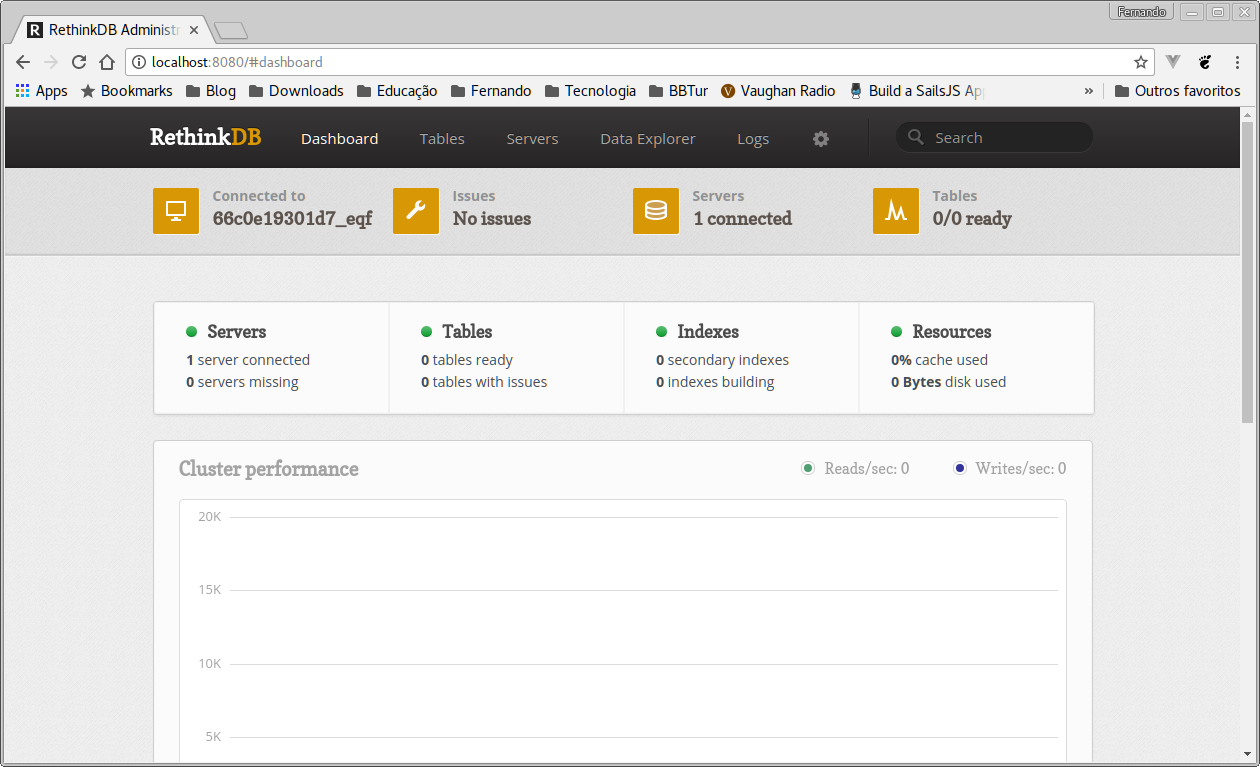 Fernando
R RethinkDB Administr
localhost:8080/#dashboard
Apps Bookmarks Blog Downloads Educação Fernando Tecnologia BBTur Vaughan Radio Build a SailsJS Ap » Outros favoritos
RethinkDB Dashboard Tables Servers Data Explorer Logs Search
Connected to Issues Servers Tables
66c0e19301d7_eqf No issues 1 connected 0/0 ready
Servers Tables Indexes Resources
1 server connected 0 tables ready 0 secondary indexes 0% cache used
0 servers missing 0 tables with issues 0 indexes building 0 Bytes disk used
Cluster performance Reads/sec: 0 Writes/sec: 0
20K
15K
10K
5K